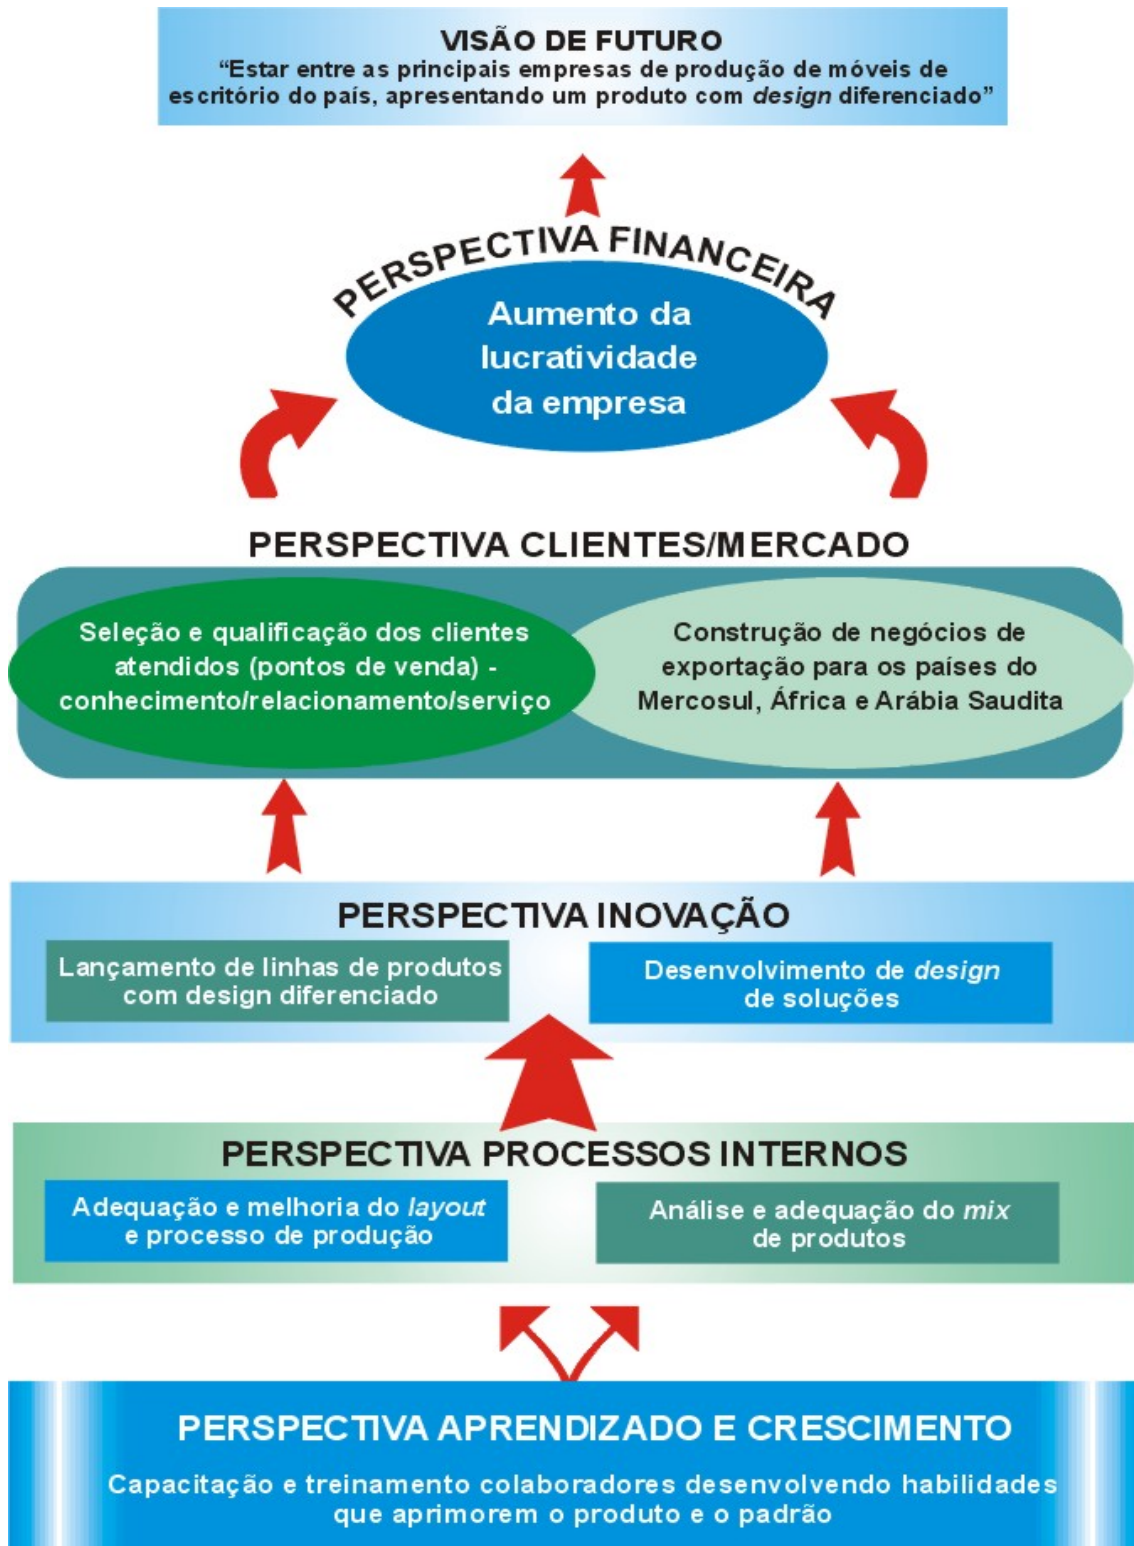 VISÃO DE FUTURO
“Estar entre as principais empresas de produção de móveis de
escritório do país, apresentando um produto com design diferenciado”
PERSPECTIVA FINANCEIRA
Aumento da
lucratividade
da empresa
PERSPECTIVA CLIENTES/MERCADO
Seleção e qualificação dos clientes
atendidos (pontos de venda) -
conhecimento/relacionamento/serviço
Construção de negócios de
exportação para os países do
Mercosul, África e Arábia Saudita
PERSPECTIVA INOVAÇÃO
Lançamento de linhas de produtos
com design diferenciado
Desenvolvimento de design
de soluções
PERSPECTIVA PROCESSOS INTERNOS
Adequação e melhoria do layout
e processo de produção
Análise e adequação do mix
de produtos
PERSPECTIVA APRENDIZADO E CRESCIMENTO
Capacitação e treinamento colaboradores desenvolvendo habilidades
que aprimorem o produto e o padrão